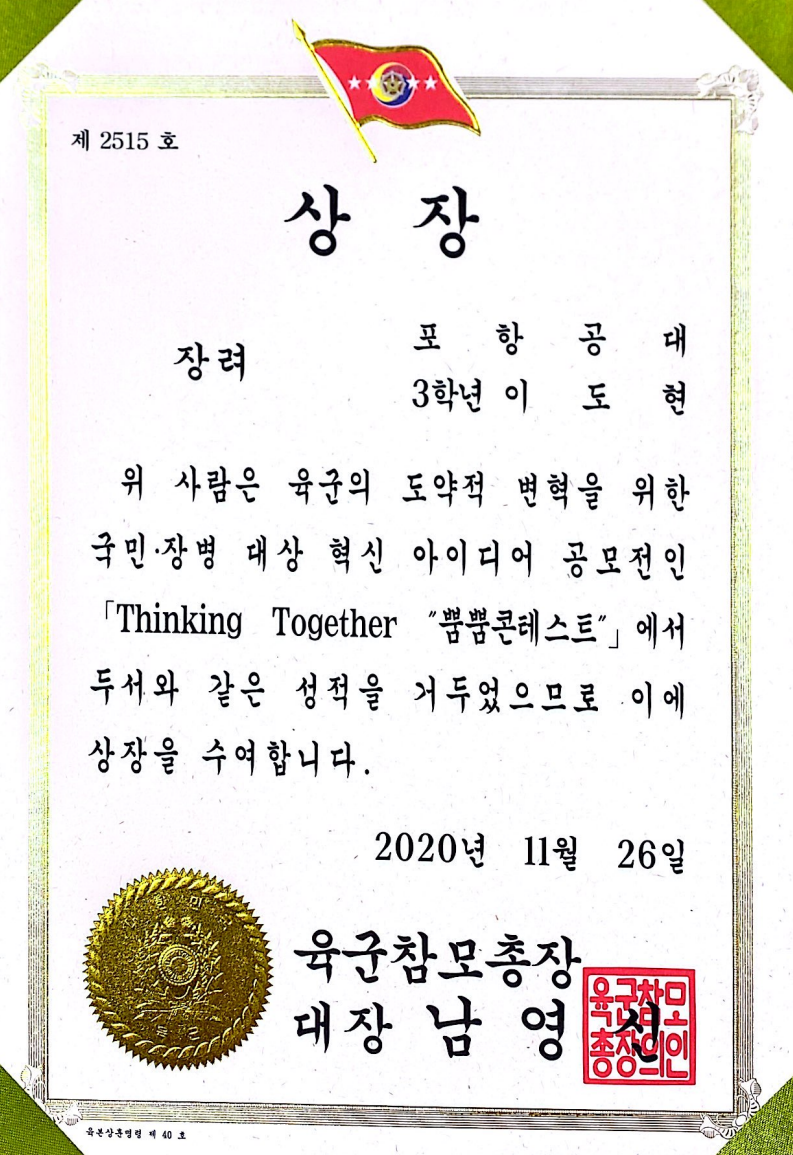 제 2515 호
상 장
장려
포 항 공 대
3학년 이 도 현
위 사람은 육군의 도약적 변혁을 위한
국민·장병 대상 혁신 아이디어 공모전인
「Thinking Together "뿜뿜콘테스트"」에서
두서와 같은 성적을 거두었으므로 이에
상장을 수여합니다.
2020년 11월 26일
육군참모총장
대장 남 영 신
육군참모
총장의인
육본상훈명령 제 40 호